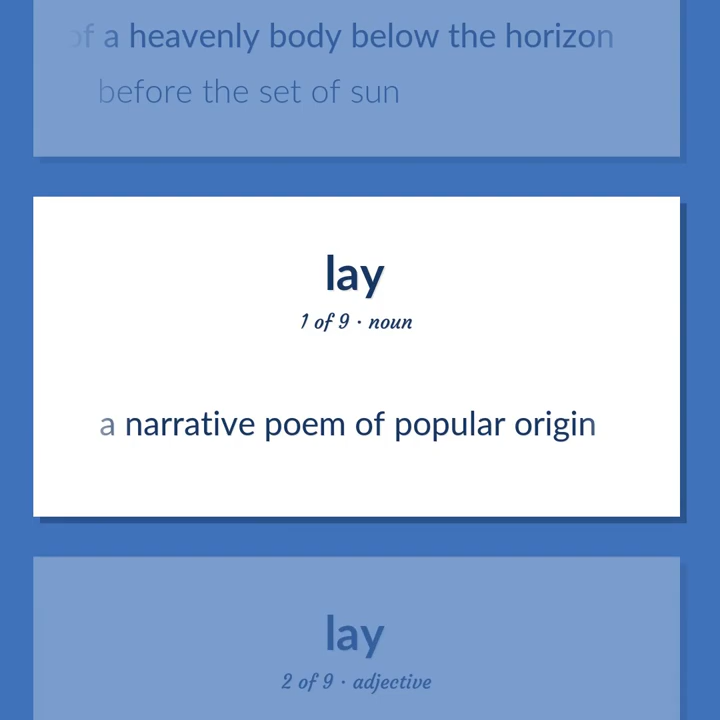 of a heavenly body below the horizon
before the set of sun
lay
1 of 9 · noun
a narrative poem of popular origin
lay
2 of 9 · adjective